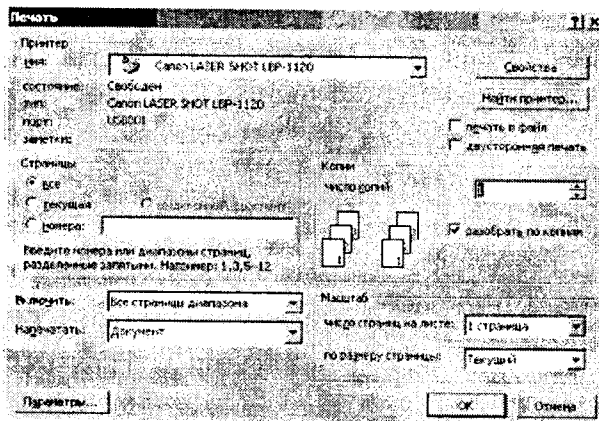 Печать
Принтер
имя: Canon LASER SHOT LBP-1120
Свойства
состояние: Свободен
тип: Canon LASER SHOT LBP-1120
Найти принтер...
порт: USB001
заметки:
печать в файл
двусторонняя печать
Страницы
все
текущая
номера:
Введите номера или диапазоны страниц,
разделенные запятыми. Например: 1,3,5-12
Копии
число копий: 1
разобрать по копиям
Включить: Все страницы диапазона
Напечатать: Документ
Масштаб
число страниц на листе: 1 страница
по размеру страницы: Текущий
Параметры...
ОК
Отмена